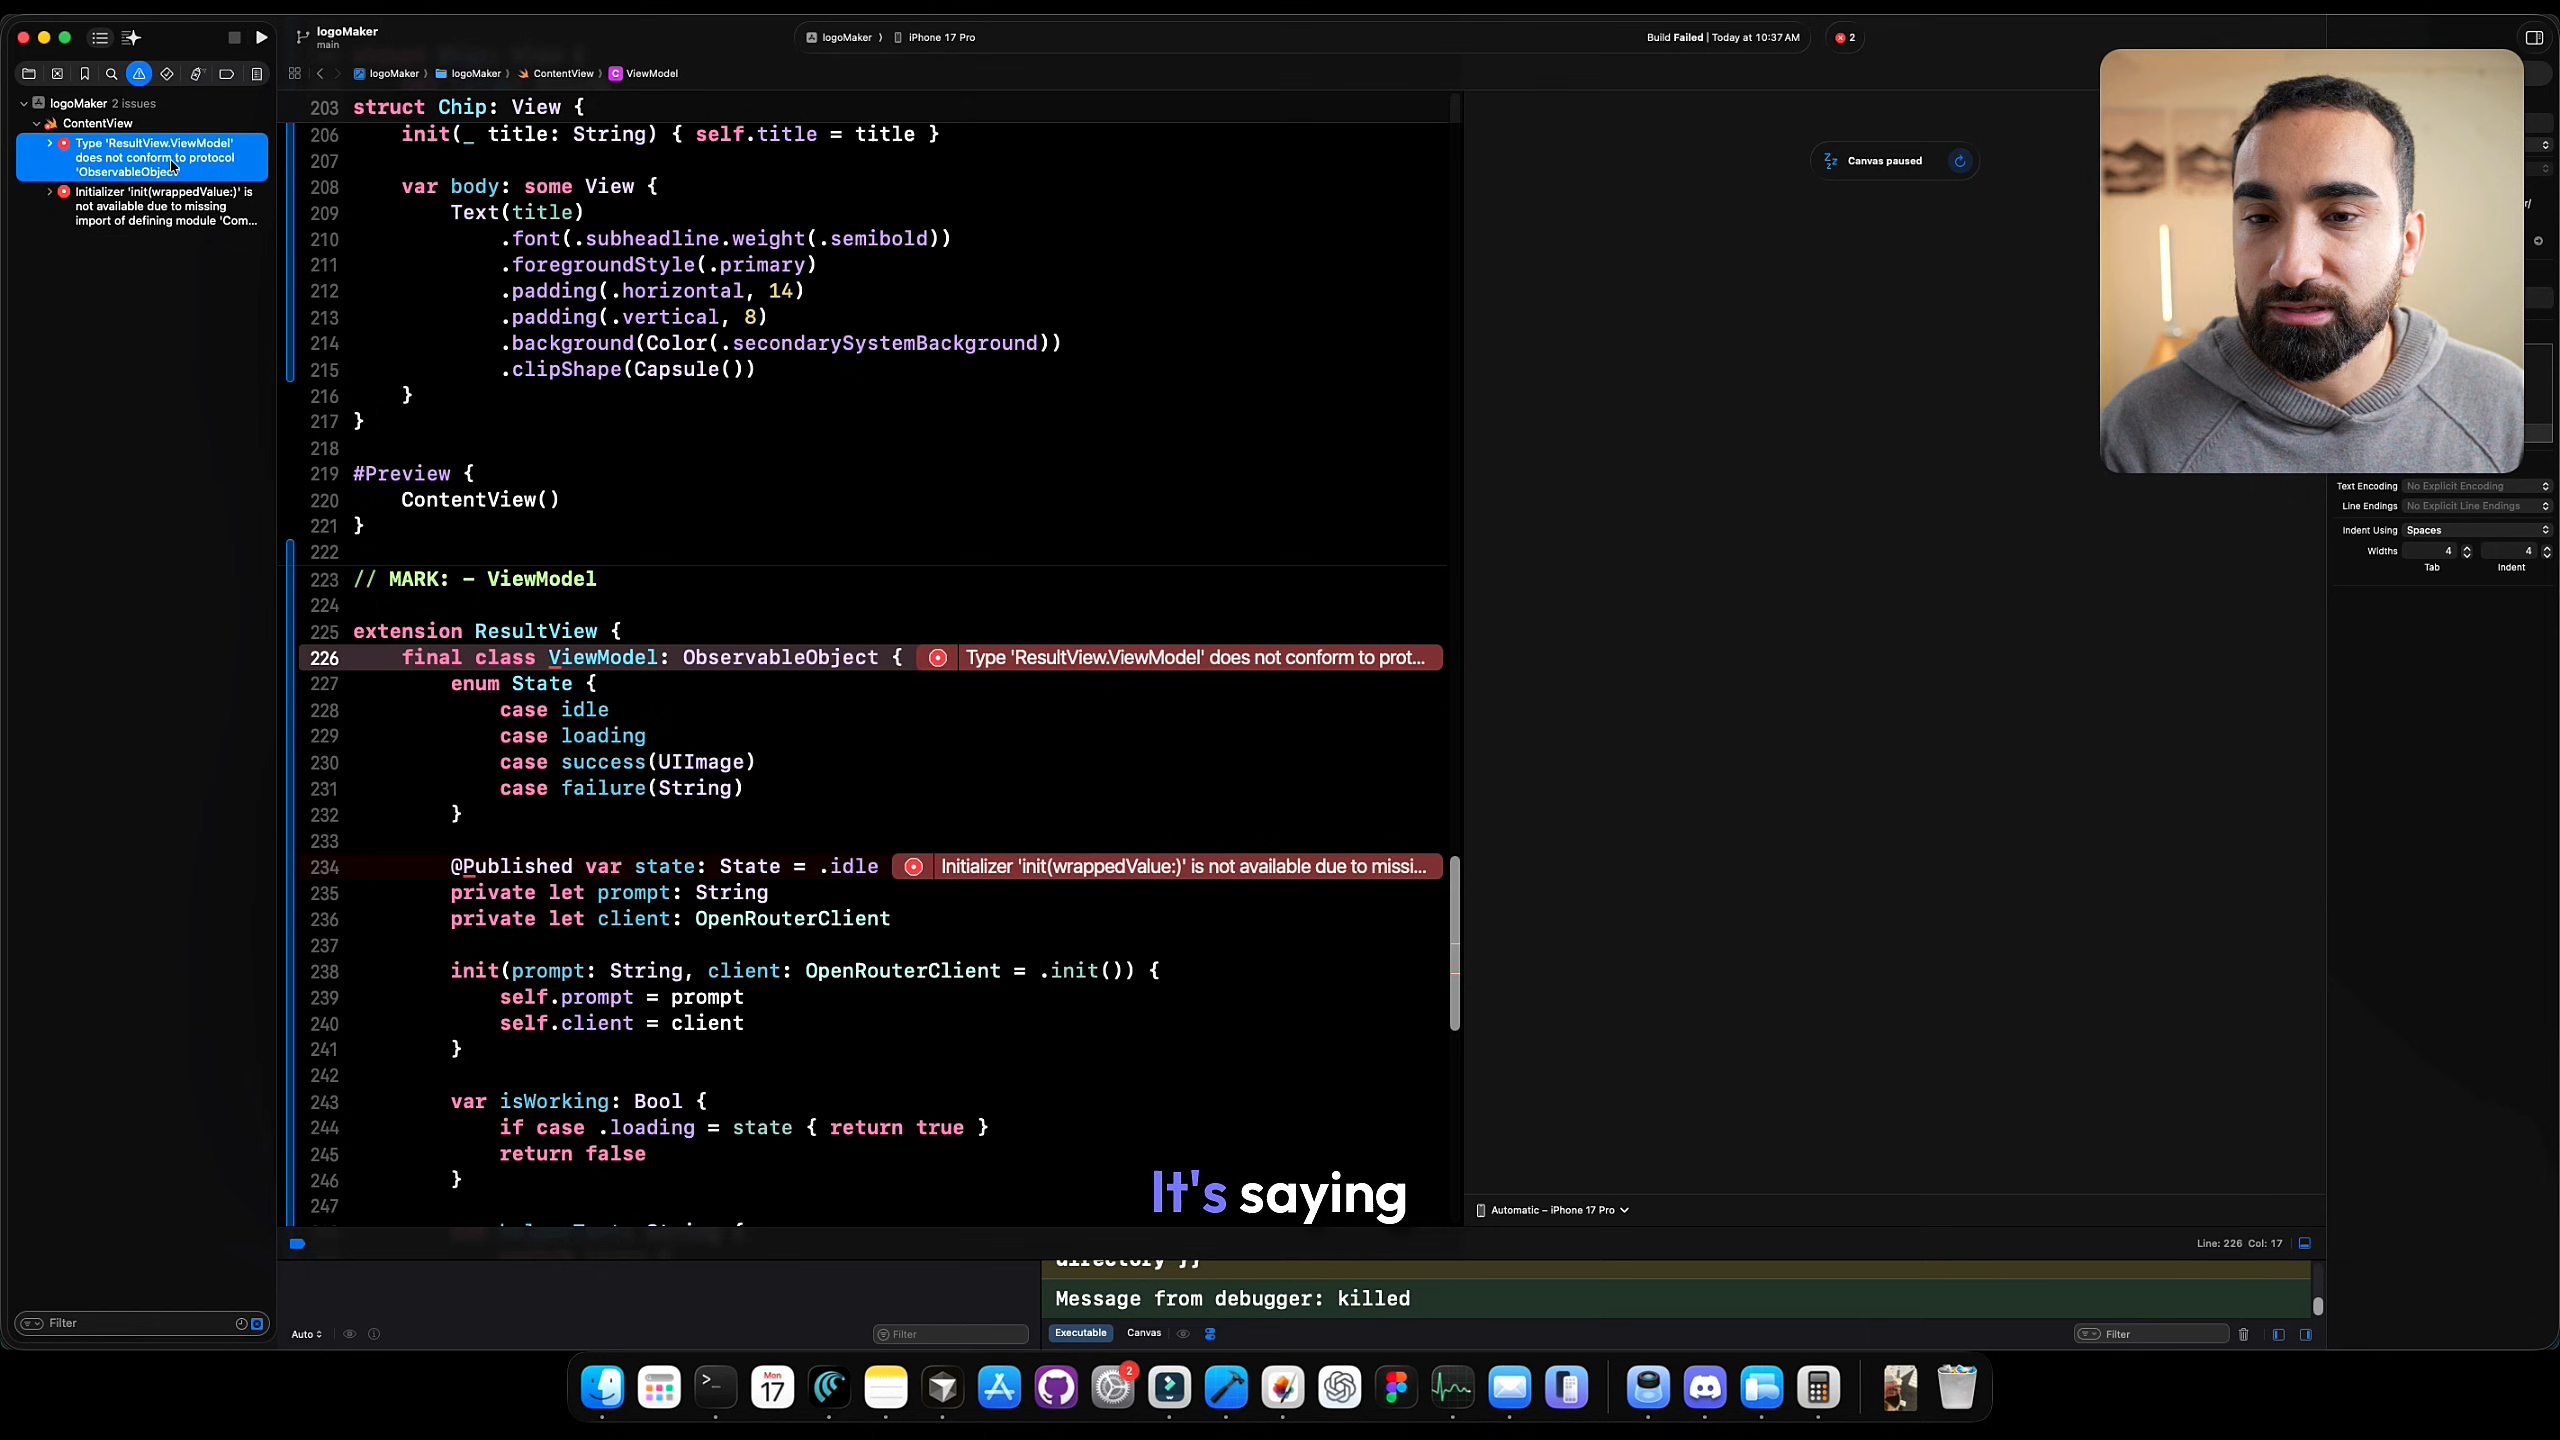 logoMaker
main
logoMaker
iPhone 17 Pro
Build Failed | Today at 10:37 AM
2
logoMaker
logoMaker
ContentView
ViewModel
logoMaker 2 issues
ContentView
Type 'ResultView.ViewModel'
does not conform to protocol
'ObservableObject'
Initializer 'init(wrappedValue:)' is
not available due to missing
import of defining module 'Com...
203 struct Chip: View {
206 init(_ title: String) { self.title = title }
207
208 var body: some View {
209 Text(title)
210 .font(.subheadline.weight(.semibold))
211 .foregroundStyle(.primary)
212 .padding(.horizontal, 14)
213 .padding(.vertical, 8)
214 .background(Color(.secondarySystemBackground))
215 .clipShape(Capsule())
216 }
217 }
218
219 #Preview {
220 ContentView()
221 }
222
223 // MARK: - ViewModel
224
225 extension ResultView {
226 final class ViewModel: ObservableObject { Type 'ResultView.ViewModel' does not conform to prot...
227 enum State {
228 case idle
229 case loading
230 case success(UIImage)
231 case failure(String)
232 }
233
234 @Published var state: State = .idle Initializer 'init(wrappedValue:)' is not available due to missi...
235 private let prompt: String
236 private let client: OpenRouterClient
237
238 init(prompt: String, client: OpenRouterClient = .init()) {
239 self.prompt = prompt
240 self.client = client
241 }
242
243 var isWorking: Bool {
244 if case .loading = state { return true }
245 return false
246 }
247
It's saying
Canvas paused
Text Encoding No Explicit Encoding
Line Endings No Explicit Line Endings
Indent Using Spaces
Widths 4 4
Tab Indent
Automatic – iPhone 17 Pro
Line: 226 Col: 17
Message from debugger: killed
Filter
Auto
Filter
Executable
Canvas
Filter
Mon
17
2